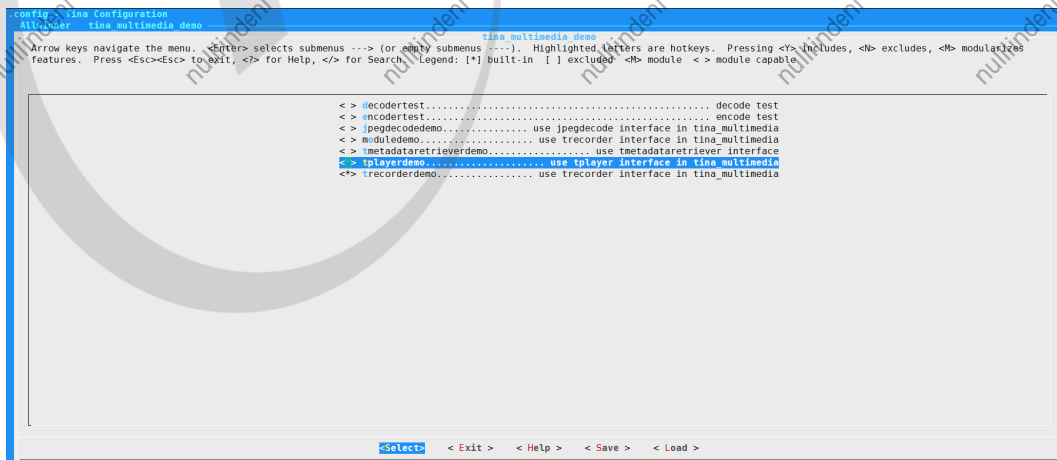 .config - Tina Configuration
Allwinner  tina_multimedia_demo
tina_multimedia_demo
Arrow keys navigate the menu.  <Enter> selects submenus ---> (or empty submenus ----).  Highlighted letters are hotkeys.  Pressing <Y> includes, <N> excludes, <M> modularizes
features.  Press <Esc><Esc> to exit, <?> for Help, </> for Search.  Legend: [*] built-in  [ ] excluded  <M> module  < > module capable
< > decodertest................................................. decode test
< > encodertest................................................. encode test
< > jpegdecodedemo............... use jpegdecode interface in tina_multimedia
< > moduledemo.................... use trecorder interface in tina_multimedia
< > tmetadataretrieverdemo.................. use tmetadataretriever interface
< > tplayerdemo..................... use tplayer interface in tina_multimedia
<*> trecorderdemo................. use trecorder interface in tina_multimedia
<Select>    < Exit >    < Help >    < Save >    < Load >